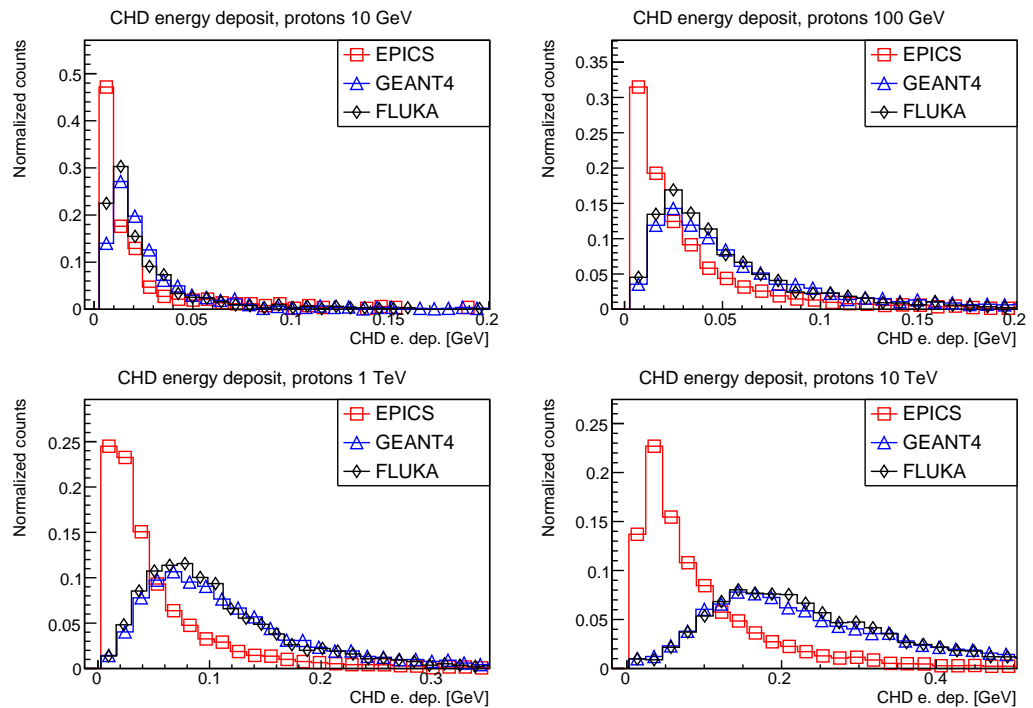 CHD energy deposit, protons 10 GeV
Normalized counts
0.5
0.4
0.3
0.2
0.1
0
EPICS
GEANT4
FLUKA
0
0.05
0.1
0.15
0.2
CHD e. dep. [GeV]
CHD energy deposit, protons 100 GeV
Normalized counts
0.35
0.3
0.25
0.2
0.15
0.1
0.05
0
EPICS
GEANT4
FLUKA
0
0.05
0.1
0.15
0.2
CHD e. dep. [GeV]
CHD energy deposit, protons 1 TeV
Normalized counts
0.25
0.2
0.15
0.1
0.05
0
EPICS
GEANT4
FLUKA
0
0.1
0.2
0.3
CHD e. dep. [GeV]
CHD energy deposit, protons 10 TeV
Normalized counts
0.25
0.2
0.15
0.1
0.05
0
EPICS
GEANT4
FLUKA
0
0.2
0.4
CHD e. dep. [GeV]